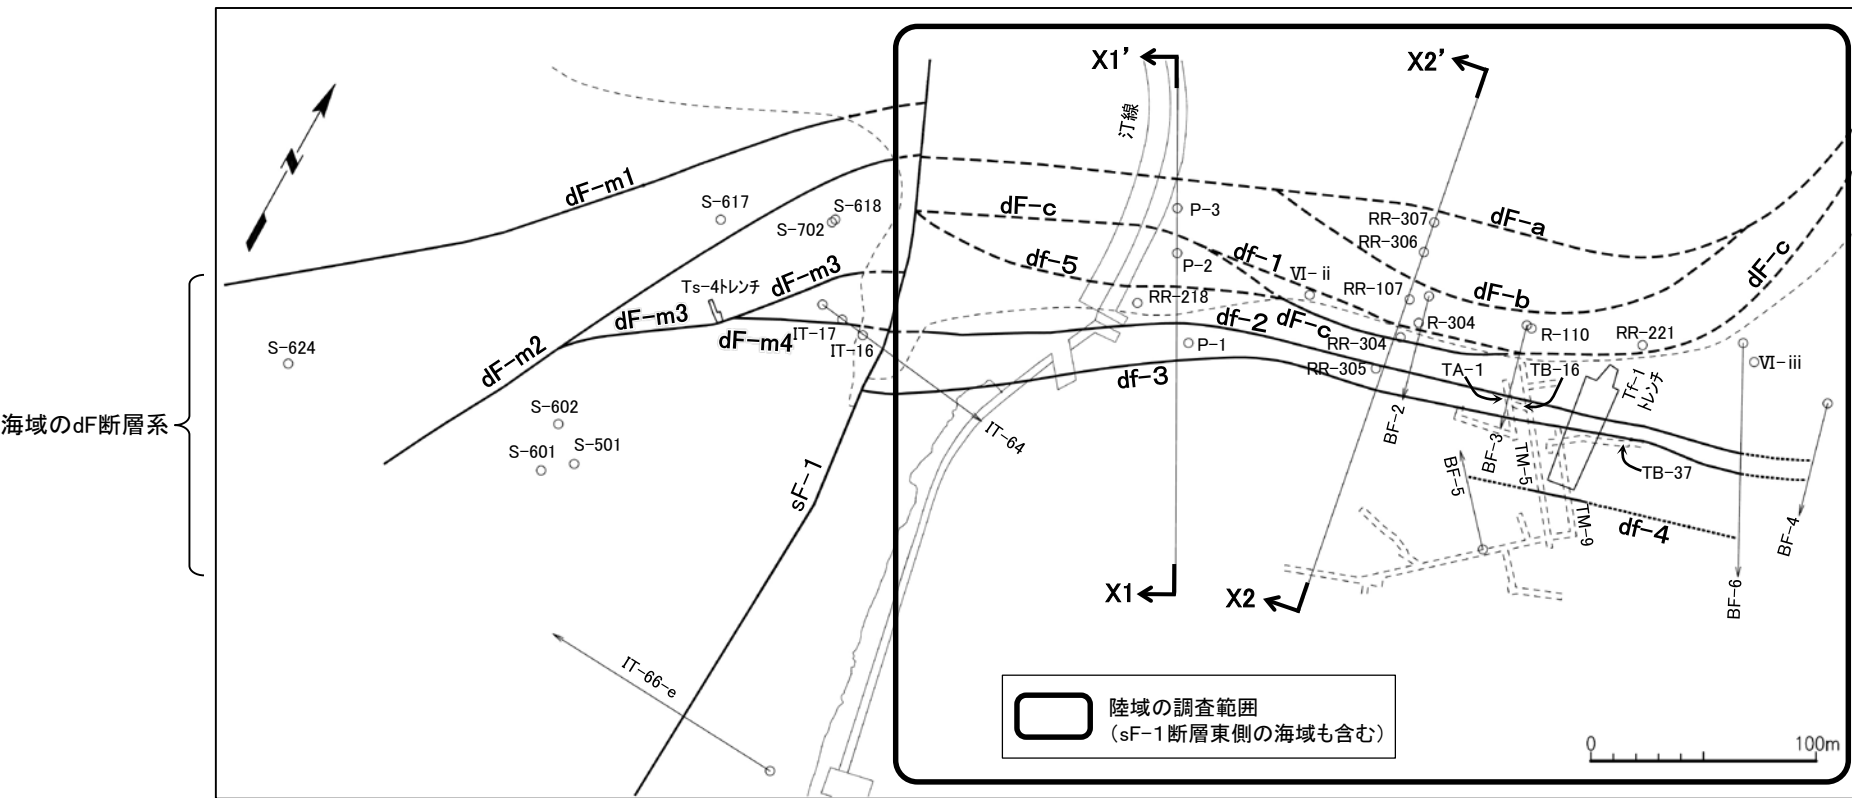 X1’
X2’
汀線
dF-m1
S-617
S-618
S-702
dF-c
P-3
RR-307
dF-a
RR-306
df-1
df-5
P-2
Ⅵ-ⅱ
dF-c
dF-m3
Ts-4トレンチ
RR-107
dF-b
RR-218
dF-m3
IT-17
df-2
dF-c
R-304
R-110
RR-221
dF-m4
IT-16
RR-304
P-1
S-624
dF-m2
df-3
RR-305
TA-1
TB-16
Tf-1
トレンチ
Ⅵ-ⅲ
海域のdF断層系
S-602
BF-2
S-601
S-501
IT-64
BF-3
TM-5
BF-5
TB-37
sF-1
TM-9
df-4
BF-4
X1
X2
BF-6
IT-66-e
陸域の調査範囲
（sF-１断層東側の海域も含む）
0
100m